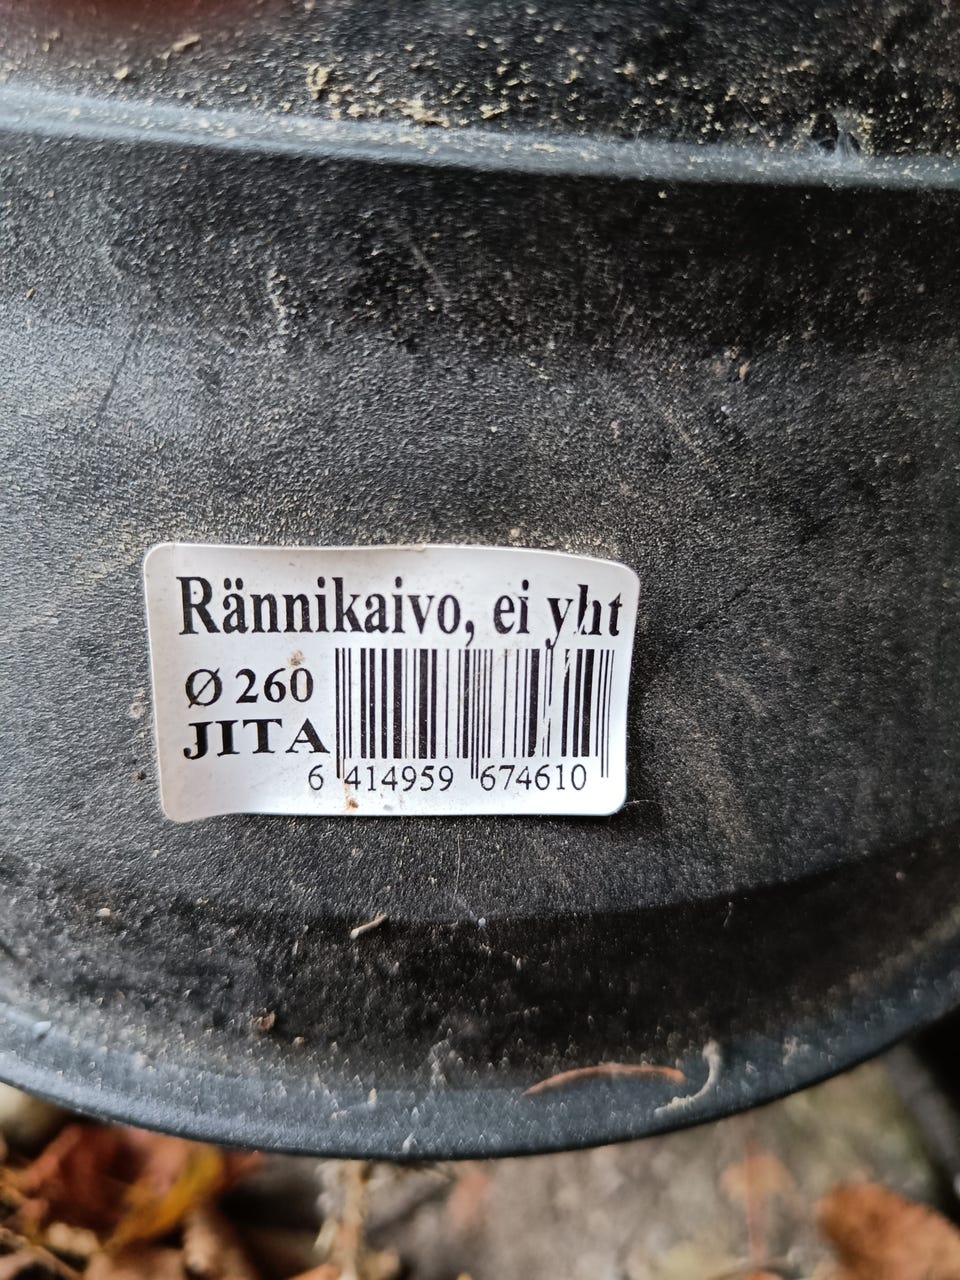 Rännikaivo, ei yht
Ø 260
JITA
6 414959 674610